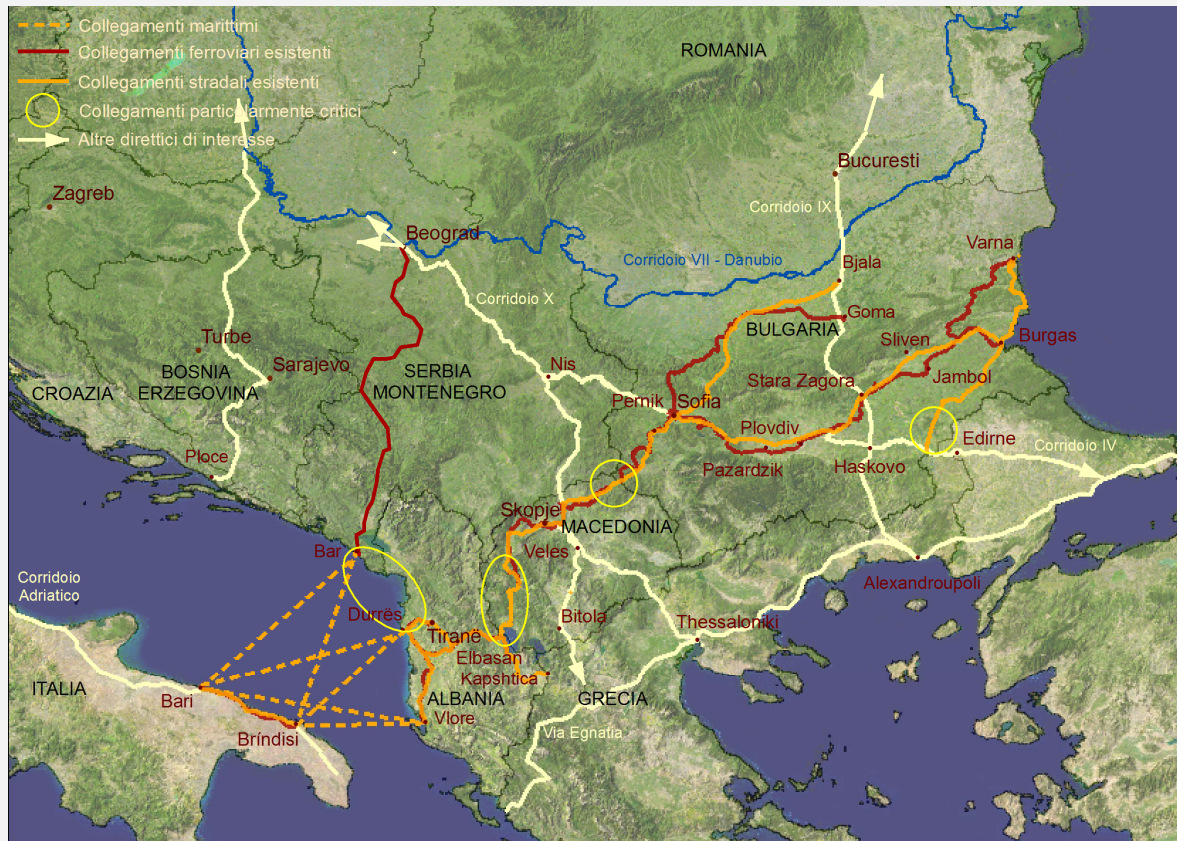 Collegamenti marittimi
Collegamenti ferroviari esistenti
Collegamenti stradali esistenti
Collegamenti particolarmente critici
Altre direttici di interesse
ROMANIA
Zagreb
Bucuresti
Corridoio IX
Beograd
Varna
Corridoio VII - Danubio
Bjala
Corridoio X
Goma
BULGARIA
Burgas
Sliven
Turbe
Sarajevo
Nis
SERBIA
MONTENEGRO
BOSNIA
ERZEGOVINA
CROAZIA
Stara Zagora
Jambol
Pernik
Sofia
Plovdiv
Edirne
Corridoio IV
Ploce
Pazardzik
Haskovo
Skopje
MACEDONIA
Bar
Veles
Corridoio
Adriatico
Alexandroupoli
Durrës
Bitola
Thessaloniki
Tiranë
Elbasan
Kapshtica
ITALIA
Bari
ALBANIA
GRECIA
Vlore
Bríndisi
Via Egnatia